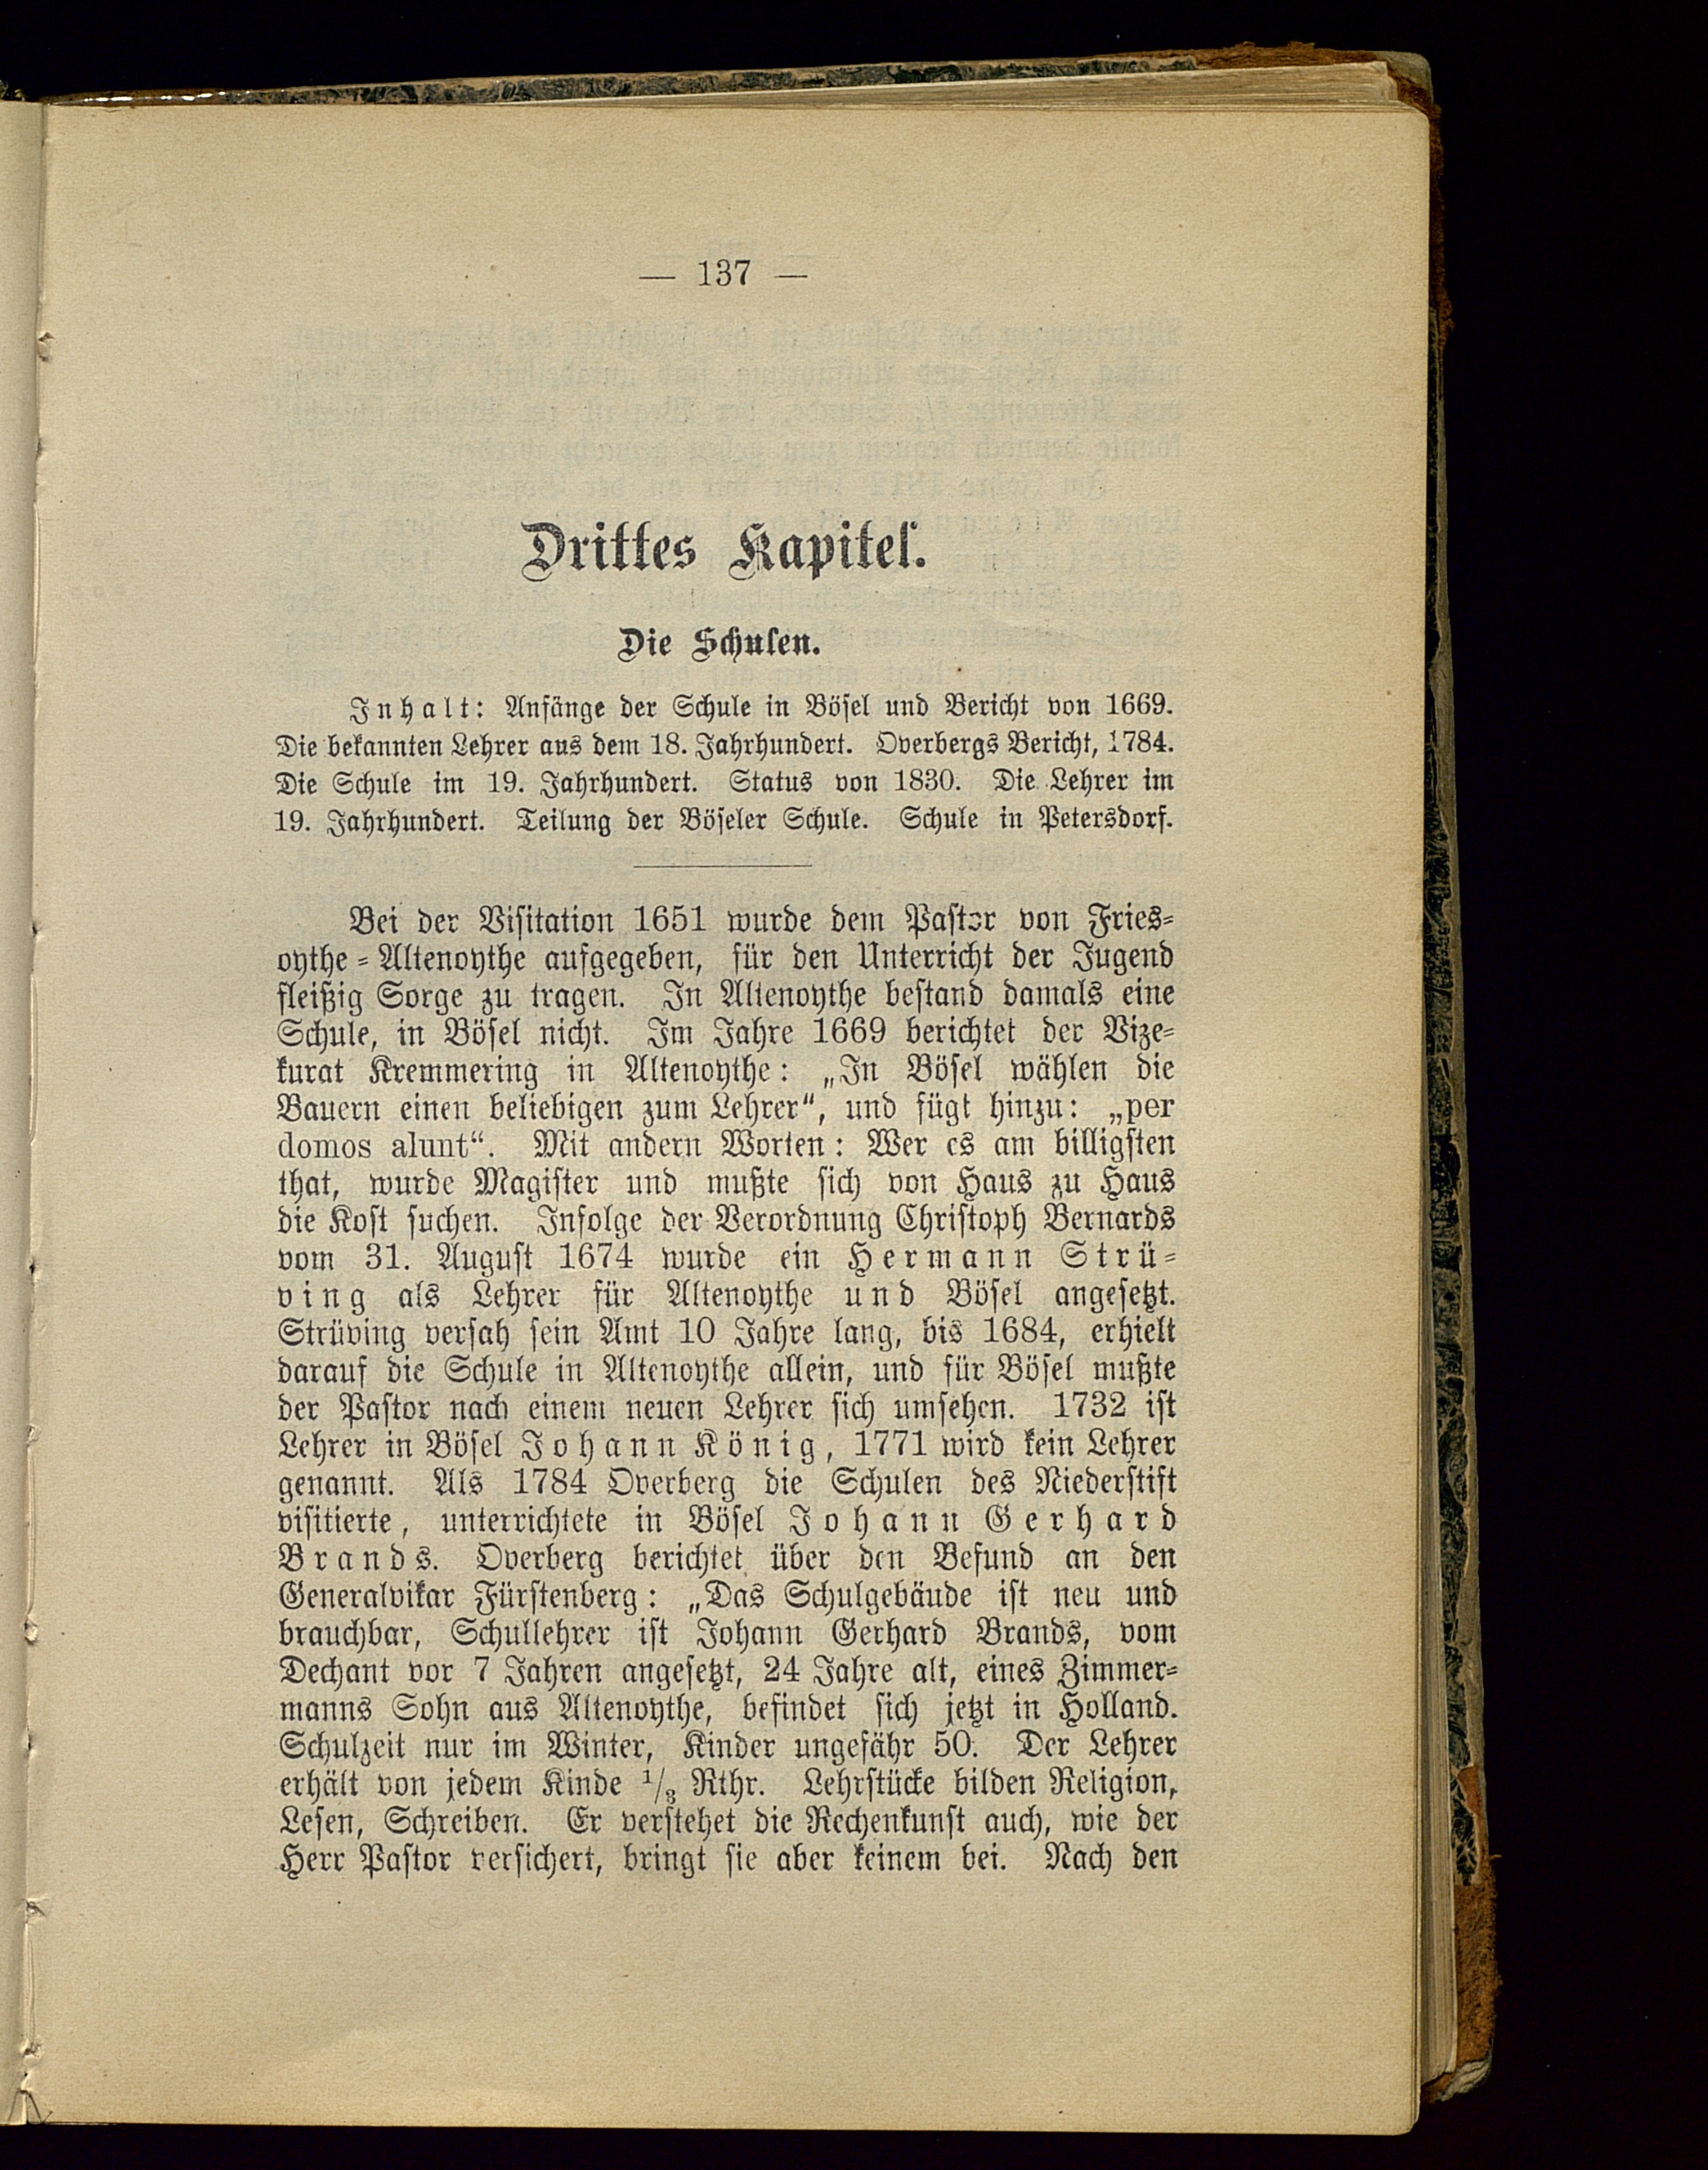 — 137 —
Drittes Kapitel.
Die Schulen.
Inhalt: Anfänge der Schule in Bösel und Bericht von 1669.
Die bekannten Lehrer aus dem 18. Jahrhundert. Overbergs Bericht, 1784.
Die Schule im 19. Jahrhundert. Status von 1830. Die Lehrer im
19. Jahrhundert. Teilung der Böseler Schule. Schule in Petersdorf.
Bei der Visitation 1651 wurde dem Pastor von Fries-
oythe-Altenoythe aufgegeben, für den Unterricht der Jugend
fleißig Sorge zu tragen. In Altenoythe bestand damals eine
Schule, in Bösel nicht. Im Jahre 1669 berichtet der Vize-
kurat Kremmering in Altenoythe: „In Bösel wählen die
Bauern einen beliebigen zum Lehrer“, und fügt hinzu: „per
domos alunt“. Mit andern Worten: Wer es am billigsten
that, wurde Magister und mußte sich von Haus zu Haus
die Kost suchen. Infolge der Verordnung Christoph Bernards
vom 31. August 1674 wurde ein Hermann Strü-
ving als Lehrer für Altenoythe und Bösel angesetzt.
Strüving versah sein Amt 10 Jahre lang, bis 1684, erhielt
darauf die Schule in Altenoythe allein, und für Bösel mußte
der Pastor nach einem neuen Lehrer sich umsehen. 1732 ist
Lehrer in Bösel Johann König, 1771 wird kein Lehrer
genannt. Als 1784 Overberg die Schulen des Niederstift
visitierte, unterrichtete in Bösel Johann Gerhard
Brands. Overberg berichtet über den Befund an den
Generalvikar Fürstenberg: „Das Schulgebäude ist neu und
brauchbar, Schullehrer ist Johann Gerhard Brands, vom
Dechant vor 7 Jahren angesetzt, 24 Jahre alt, eines Zimmer-
manns Sohn aus Altenoythe, befindet sich jetzt in Holland.
Schulzeit nur im Winter, Kinder ungefähr 50. Der Lehrer
erhält von jedem Kinde 1/3 Rthr. Lehrstücke bilden Religion,
Lesen, Schreiben. Er verstehet die Rechenkunst auch, wie der
Herr Pastor versichert, bringt sie aber keinem bei. Nach den